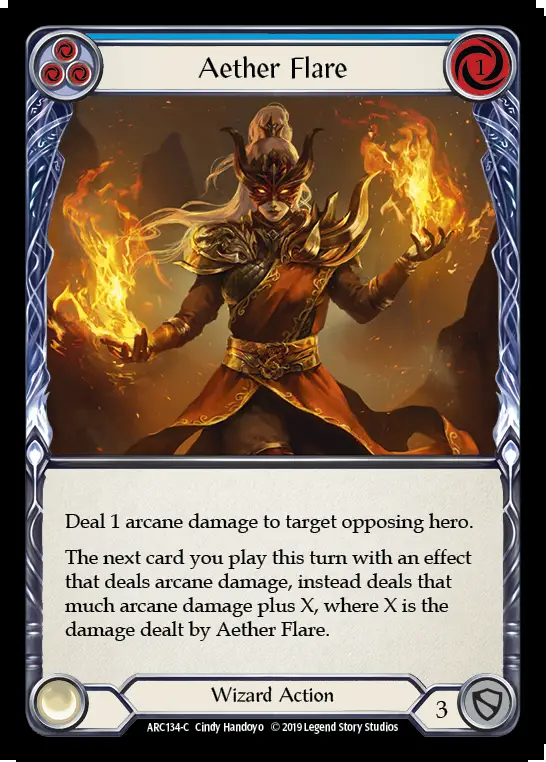 Aether Flare
1
Deal 1 arcane damage to target opposing hero.
The next card you play this turn with an effect
that deals arcane damage, instead deals that
much arcane damage plus X, where X is the
damage dealt by Aether Flare.
Wizard Action
3
ARC134-C Cindy Handoyo © 2019 Legend Story Studios